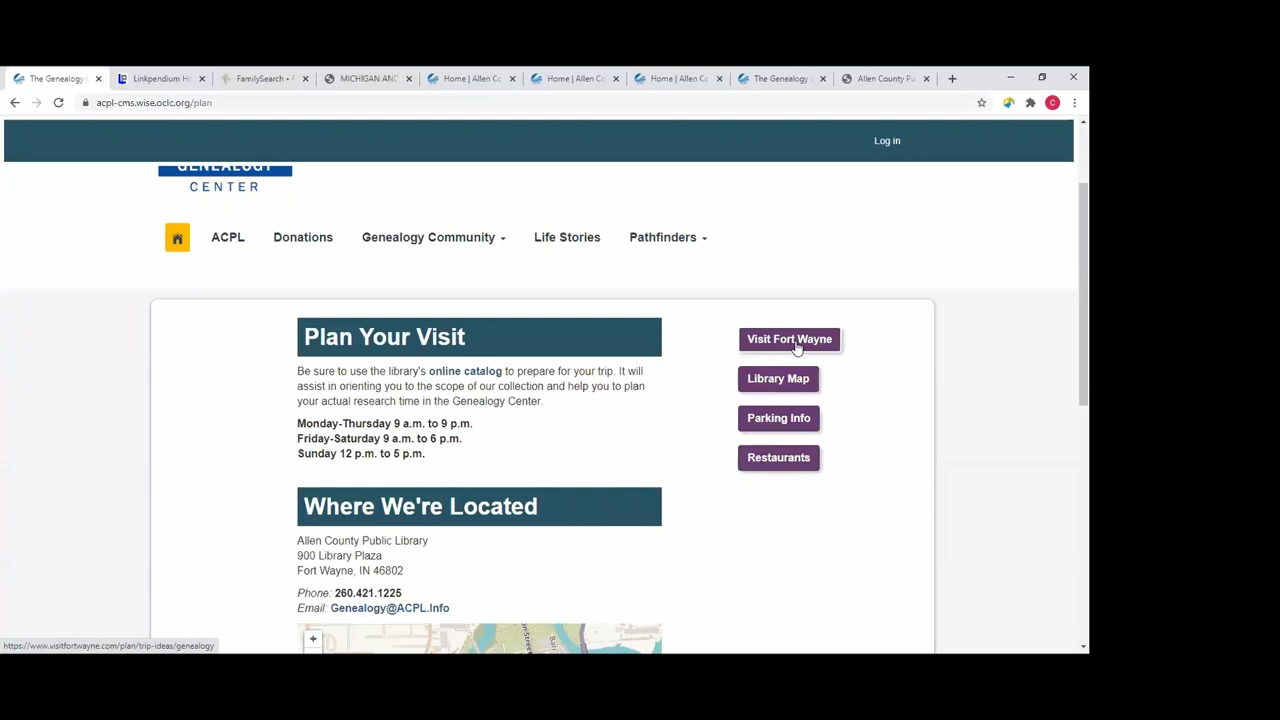 The Genealogy
Linkpendium H
FamilySearch •
MICHIGAN AND
Home | Allen Co
Home | Allen Co
Home | Allen Co
The Genealogy
Allen County Pu
acpl-cms.wise.oclc.org/plan
C
Log in
GENEALOGY
CENTER
ACPL
Donations
Genealogy Community
Life Stories
Pathfinders
Plan Your Visit
Be sure to use the library's online catalog to prepare for your trip. It will
assist in orienting you to the scope of our collection and help you to plan
your actual research time in the Genealogy Center.
Monday-Thursday 9 a.m. to 9 p.m.
Friday-Saturday 9 a.m. to 6 p.m.
Sunday 12 p.m. to 5 p.m.
Visit Fort Wayne
Library Map
Parking Info
Restaurants
Where We're Located
Allen County Public Library
900 Library Plaza
Fort Wayne, IN 46802
Phone: 260.421.1225
Email: Genealogy@ACPL.Info
+
https://www.visitfortwayne.com/plan/trip-ideas/genealogy